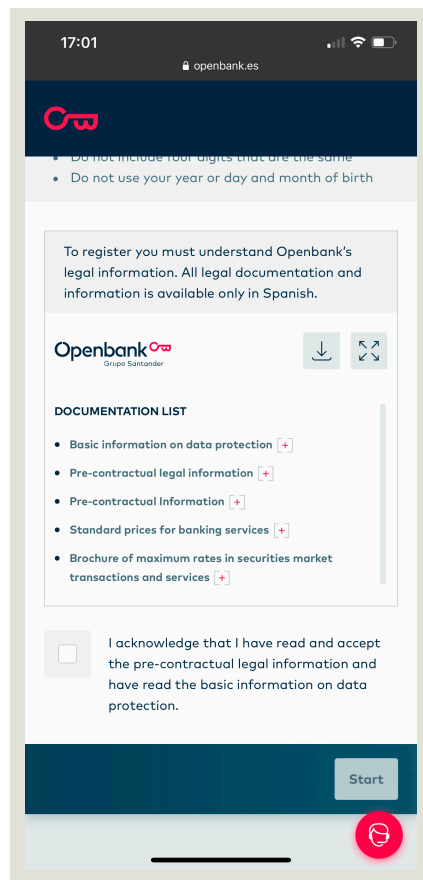 17:01
openbank.es
Do not include four digits that are the same
Do not use your year or day and month of birth
To register you must understand Openbank's
legal information. All legal documentation and
information is available only in Spanish.
Openbank
Grupo Santander
DOCUMENTATION LIST
Basic information on data protection [+]
Pre-contractual legal information [+]
Pre-contractual Information [+]
Standard prices for banking services [+]
Brochure of maximum rates in securities market
transactions and services [+]
I acknowledge that I have read and accept
the pre-contractual legal information and
have read the basic information on data
protection.
Start